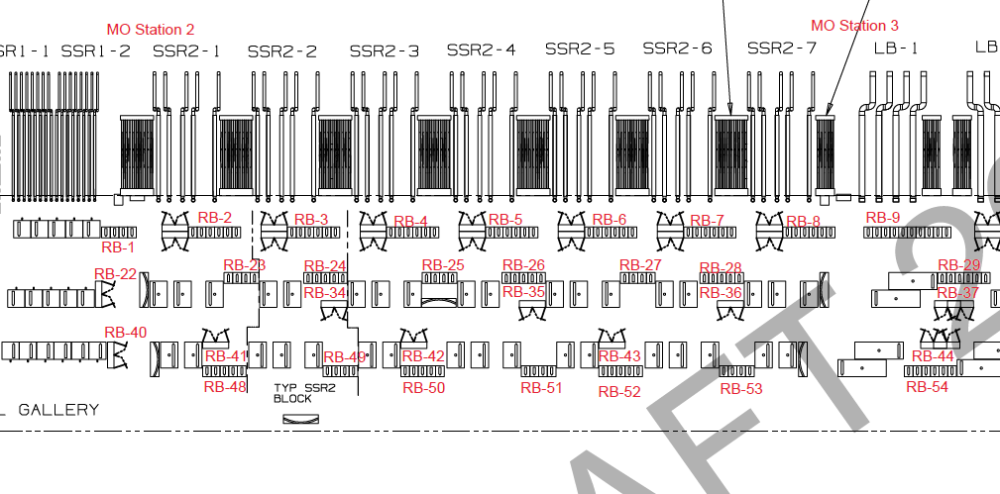 MO Station 2
MO Station 3
SR1-1 SSR1-2 SSR2-1 SSR2-2 SSR2-3 SSR2-4 SSR2-5 SSR2-6 SSR2-7 LB-1 LB
RB-1 RB-2 RB-3 RB-4 RB-5 RB-6 RB-7 RB-8 RB-9
RB-22 RB-23 RB-24 RB-25 RB-26 RB-27 RB-28 RB-29
RB-34 RB-35 RB-36 RB-37
RB-40 RB-41 RB-49 RB-42 RB-43 RB-44
RB-48 RB-50 RB-51 RB-52 RB-53 RB-54
TYP SSR2
BLOCK
L GALLERY
AFT 2